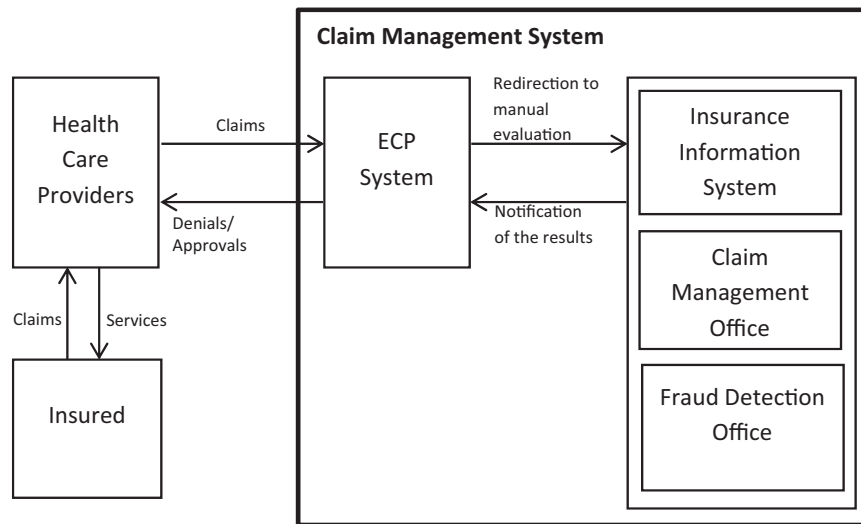 Claim Management System
Health
Care
Providers
Claims
Denials/
Approvals
ECP
System
Redirection to
manual
evaluation
Notification
of the results
Insurance
Information
System
Claim
Management
Office
Fraud Detection
Office
Claims
Services
Insured